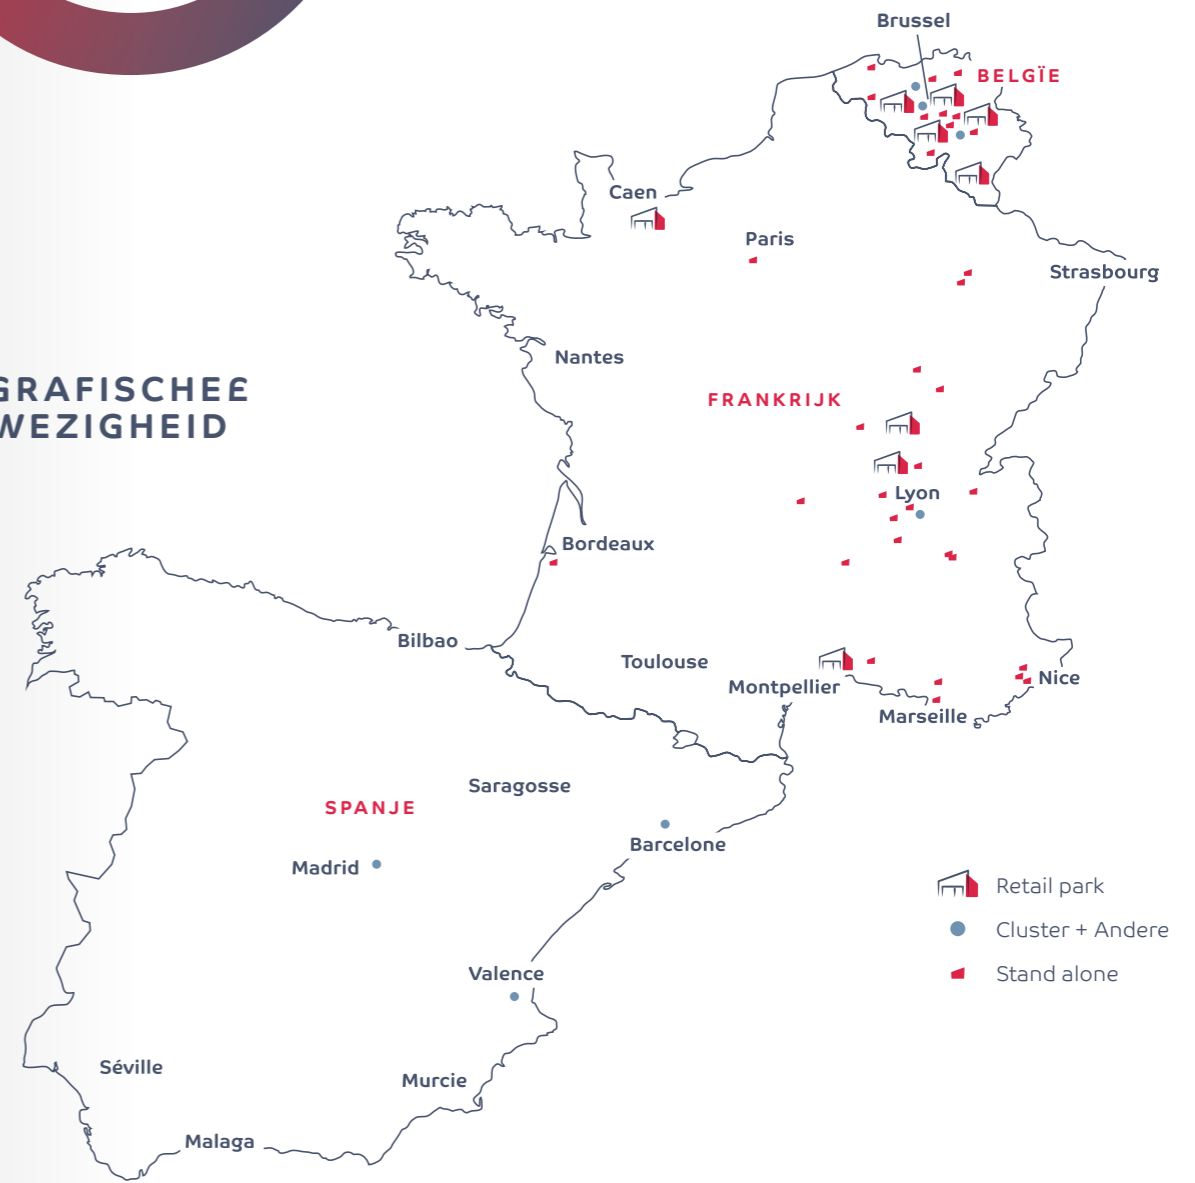 Brussel
BELGÏE
Caen
Paris
Strasbourg
Nantes
GRAFISCHE£
WEZIGHEID
FRANKRIJK
Lyon
Bordeaux
Bilbao
Toulouse
Montpellier
Nice
Marseille
Saragosse
SPANJE
Barcelone
Madrid
Retail park
Cluster + Andere
Valence
Stand alone
Séville
Murcie
Malaga